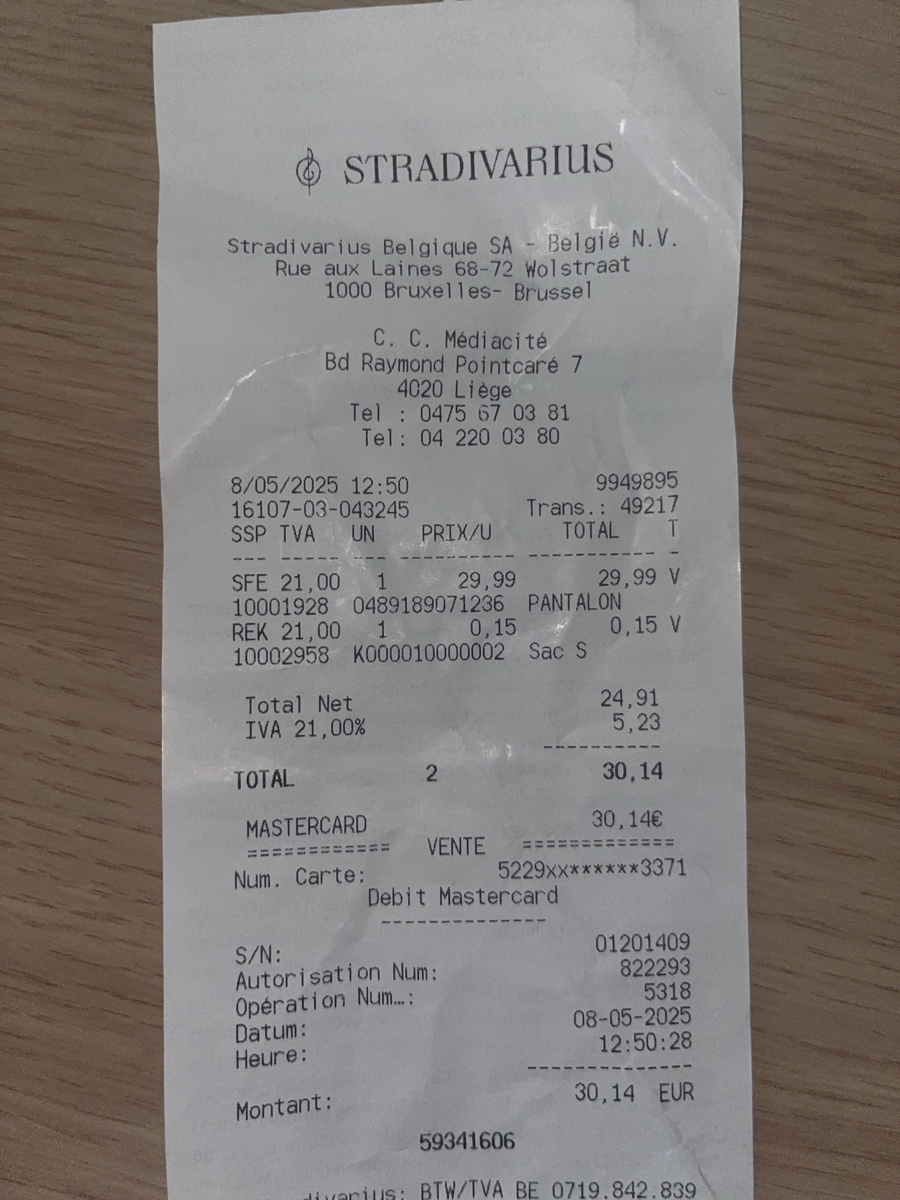 STRADIVARIUS
Stradivarius Belgique SA - België N.V.
Rue aux Laines 68-72 Wolstraat
1000 Bruxelles- Brussel
C. C. Médiacité
Bd Raymond Pointcaré 7
4020 Liège
Tel : 0475 67 03 81
Tel: 04 220 03 80
8/05/2025 12:50 9949895
16107-03-043245 Trans.: 49217
SSP TVA UN PRIX/U TOTAL T
--- ----- --- ---------- ----------- -
SFE 21,00 1 29,99 29,99 V
10001928 0489189071236 PANTALON
REK 21,00 1 0,15 0,15 V
10002958 K000010000002 Sac S
Total Net 24,91
IVA 21,00% 5,23
----------
TOTAL 2 30,14
MASTERCARD 30,14€
============ VENTE =============
Num. Carte: 5229xx******3371
Debit Mastercard
--------------
S/N: 01201409
Autorisation Num: 822293
Opération Num…: 5318
Datum: 08-05-2025
Heure: 12:50:28
--------------
Montant: 30,14 EUR
59341606
divarius: BTW/TVA BE 0719.842.839